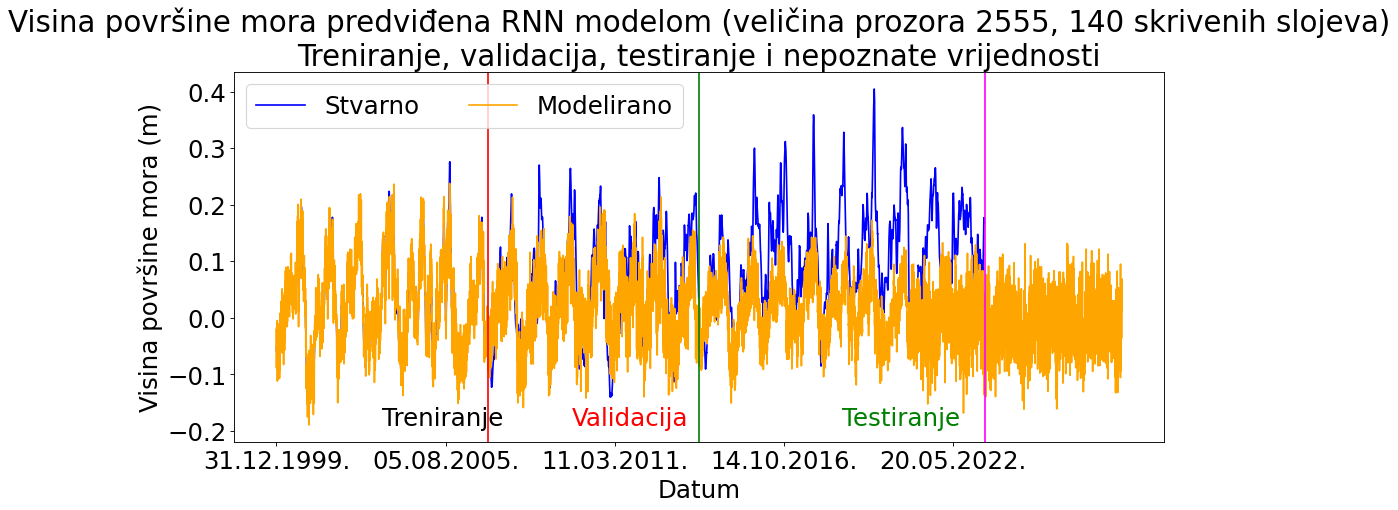 Visina površine mora predviđena RNN modelom (veličina prozora 2555, 140 skrivenih slojeva)
Treniranje, validacija, testiranje i nepoznate vrijednosti
Stvarno Modelirano
Visina površine mora (m)
0.4
0.3
0.2
0.1
0.0
−0.1
−0.2
Treniranje Validacija Testiranje
31.12.1999. 05.08.2005. 11.03.2011. 14.10.2016. 20.05.2022.
Datum